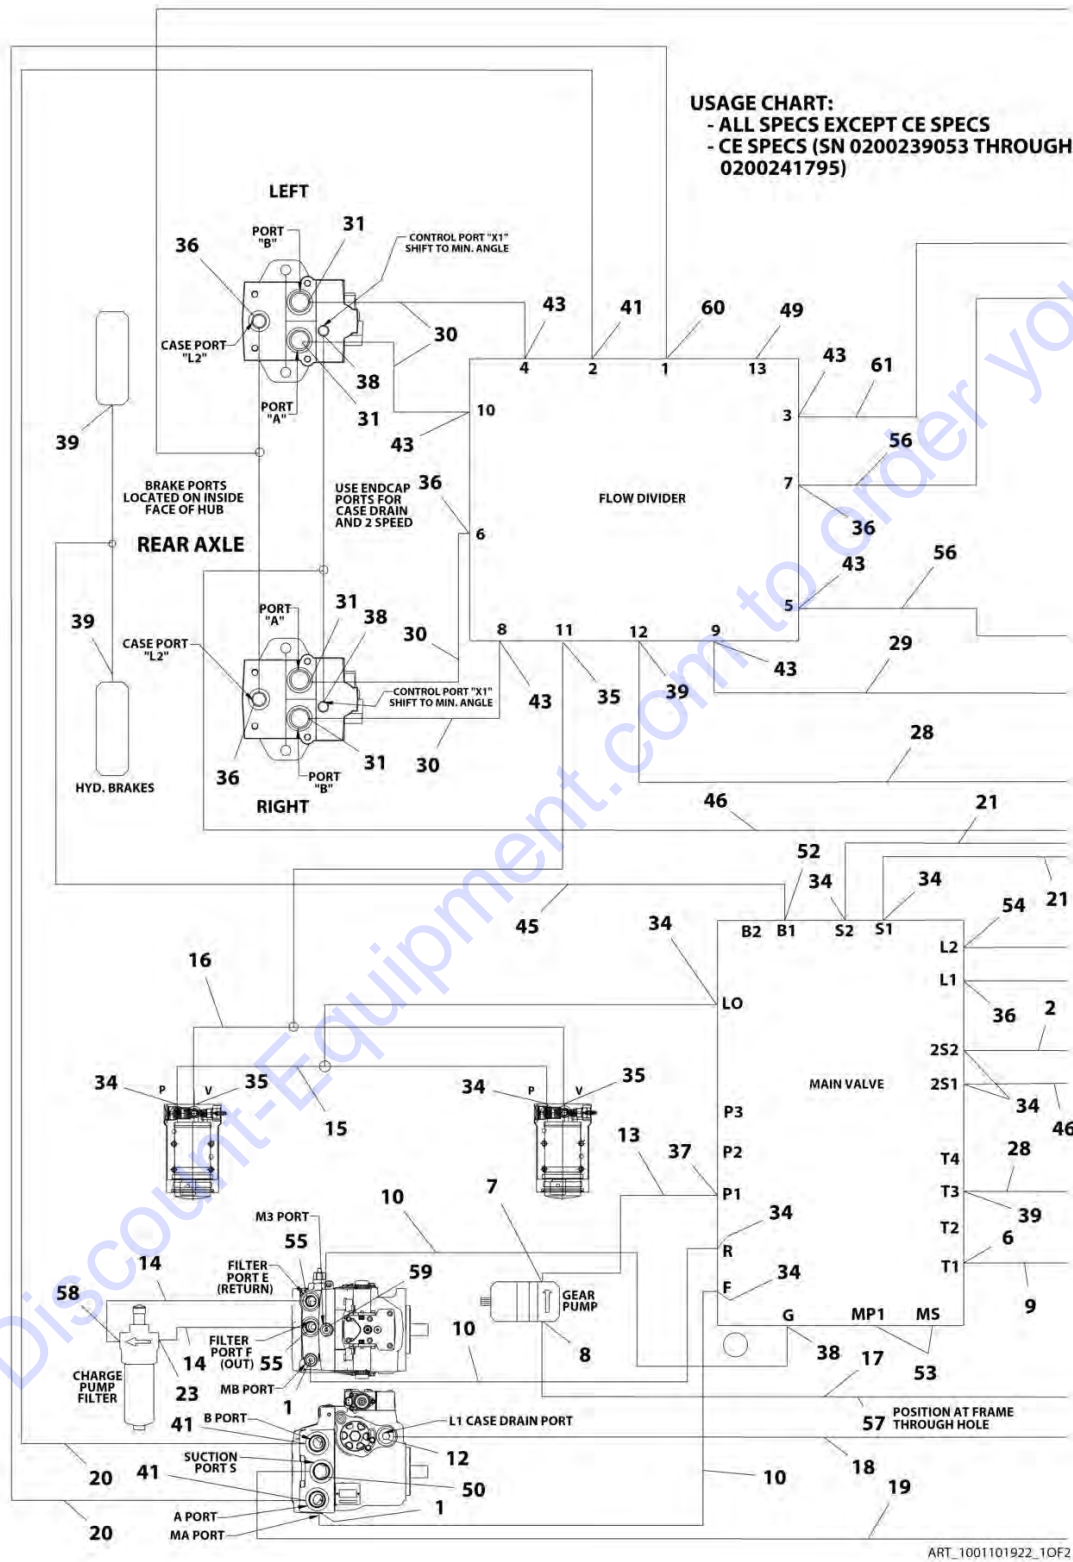 USAGE CHART:
- ALL SPECS EXCEPT CE SPECS
- CE SPECS (SN 0200239053 THROUGH
0200241795)
LEFT
PORT
"B"
31
CONTROL PORT "X1"
SHIFT TO MIN. ANGLE
36
CASE PORT
"L2"
30
38
PORT
"A"
31
43
41
60
49
43
61
4
2
1
13
3
10
43
39
BRAKE PORTS
LOCATED ON INSIDE
FACE OF HUB
USE ENDCAP
PORTS FOR
CASE DRAIN
AND 2 SPEED
36
6
FLOW DIVIDER
56
7
36
REAR AXLE
43
56
5
39
PORT
"A"
31
38
30
8
11
12
9
29
CASE PORT
"L2"
43
35
39
43
CONTROL PORT "X1"
SHIFT TO MIN. ANGLE
36
31
30
PORT
"B"
HYD. BRAKES
RIGHT
28
46
21
52
34
34
21
45
34
B2
B1
S2
S1
54
L2
16
L1
LO
36
2
2S2
MAIN VALVE
2S1
34
46
34
P
V
35
34
P
V
35
15
P3
13
37
P2
T4
28
7
P1
T3
39
M3 PORT
10
34
T2
6
55
R
FILTER
PORT E
(RETURN)
59
T1
14
F
34
GEAR
PUMP
9
58
G
MP1
MS
14
FILTER
PORT F
(OUT)
55
10
8
38
17
53
CHARGE
PUMP
FILTER
23
MB PORT
1
B PORT
41
L1 CASE DRAIN PORT
57
POSITION AT FRAME
THROUGH HOLE
SUCTION
PORT S
12
20
41
50
10
18
20
A PORT
1
19
MA PORT
ART_1001101922_1OF2
Discount-Equipment.com to order you